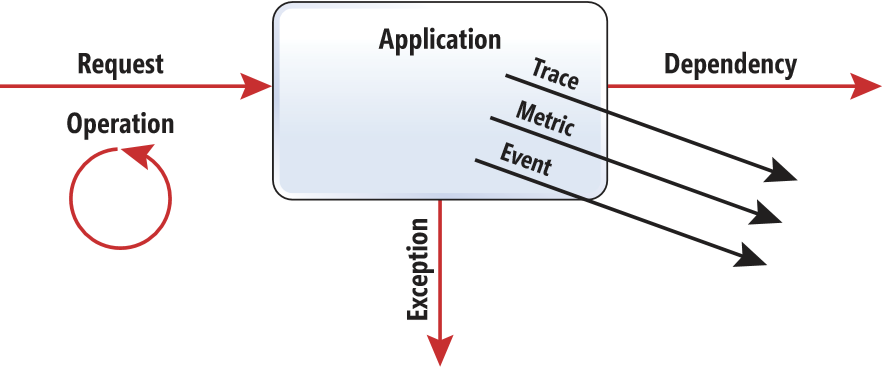 Application
Request
Trace
Dependency
Operation
Metric
Event
Exception